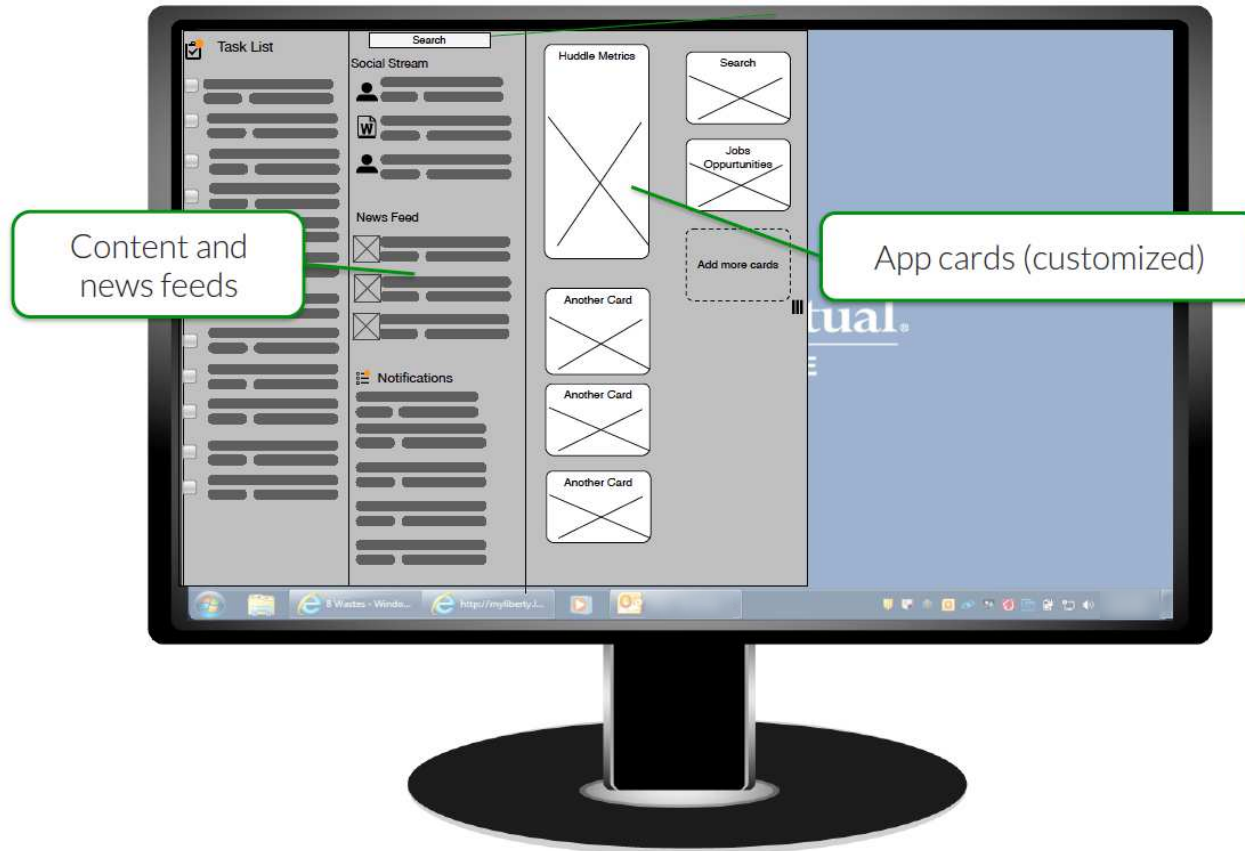 Task List
Search
Social Stream
W
News Feed
Notifications
Huddle Metrics
Another Card
Another Card
Another Card
Search
Jobs
Oppurtunities
Add more cards
Content and
news feeds
App cards (customized)
tual.
E
8 Wastes - Windo...
http://myliberty.l...